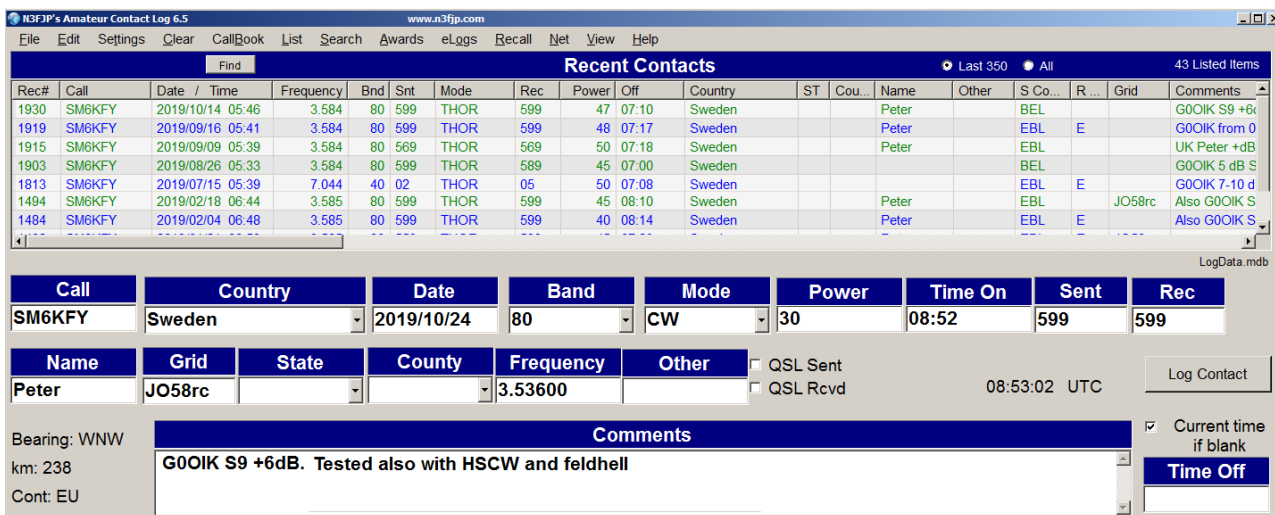 N3FJP's Amateur Contact Log 6.5 www.n3fjp.com
File Edit Settings Clear CallBook List Search Awards eLogs Recall Net View Help
Find Recent Contacts Last 350 All 43 Listed Items
Rec# Call Date / Time Frequency Bnd Snt Mode Rec Power Off Country ST Cou... Name Other S Co... R ... Grid Comments
1930 SM6KFY 2019/10/14 05:46 3.584 80 599 THOR 599 47 07:10 Sweden Peter BEL G0OIK S9 +6d
1919 SM6KFY 2019/09/16 05:41 3.584 80 599 THOR 599 48 07:17 Sweden Peter EBL E G0OIK from 0
1915 SM6KFY 2019/09/09 05:39 3.584 80 569 THOR 569 50 07:18 Sweden Peter EBL UK Peter +dB
1903 SM6KFY 2019/08/26 05:33 3.584 80 599 THOR 589 45 07:00 Sweden BEL G0OIK 5 dB S
1813 SM6KFY 2019/07/15 05:39 7.044 40 02 THOR 05 50 07:08 Sweden EBL E G0OIK 7-10 d
1494 SM6KFY 2019/02/18 06:44 3.585 80 599 THOR 599 45 08:10 Sweden Peter EBL JO58rc Also G0OIK S
1484 SM6KFY 2019/02/04 06:48 3.585 80 599 THOR 599 40 08:14 Sweden Peter EBL E Also G0OIK S
LogData.mdb
Call Country Date Band Mode Power Time On Sent Rec
SM6KFY Sweden 2019/10/24 80 CW 30 08:52 599 599
Name Grid State County Frequency Other QSL Sent
Peter JO58rc 3.53600 QSL Rcvd 08:53:02 UTC Log Contact
Comments Current time if blank
Bearing: WNW G0OIK S9 +6dB. Tested also with HSCW and feldhell
km: 238 Time Off
Cont: EU